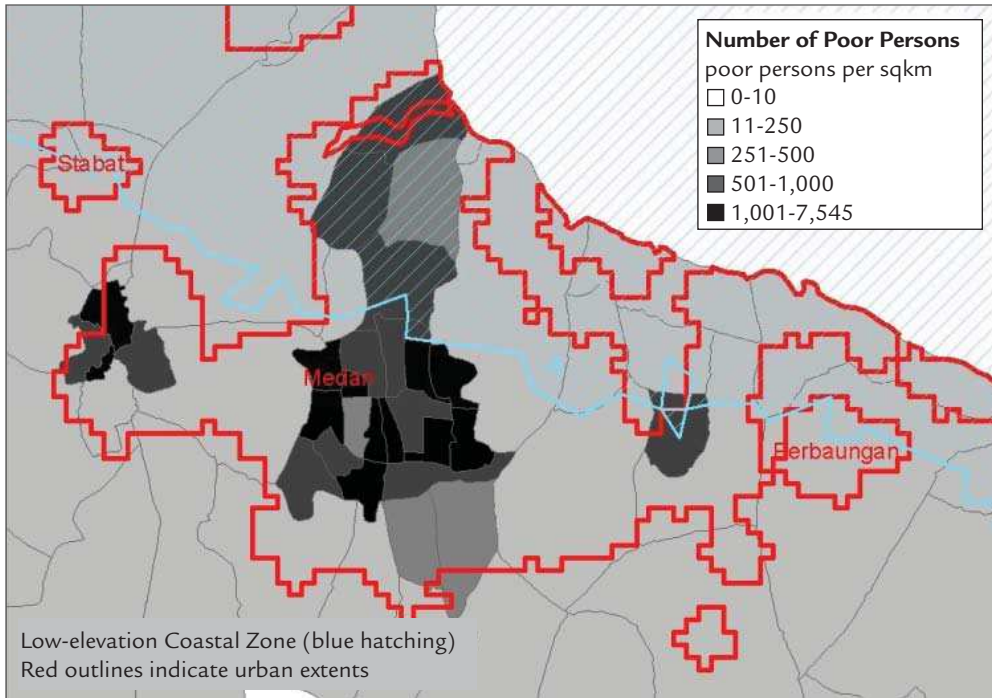 Number of Poor Persons
poor persons per sqkm
0-10
11-250
251-500
501-1,000
1,001-7,545
Stabat
Medan
Perbaungan
Low-elevation Coastal Zone (blue hatching)
Red outlines indicate urban extents